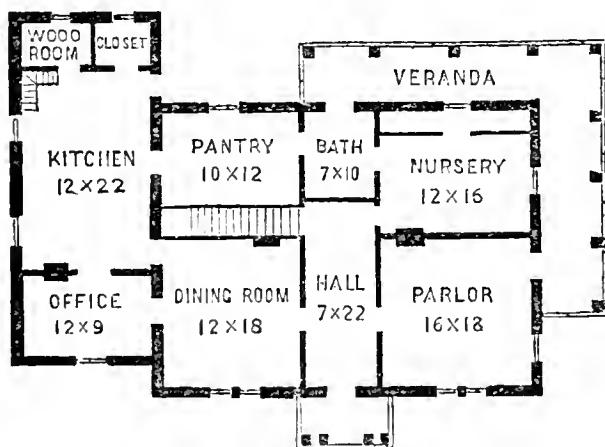 WOOD
ROOM
CLOSET
VERANDA
KITCHEN
12×22
PANTRY
10×12
BATH
7×10
NURSERY
12×16
OFFICE
12×9
DINING ROOM
12×18
HALL
7×22
PARLOR
16×18